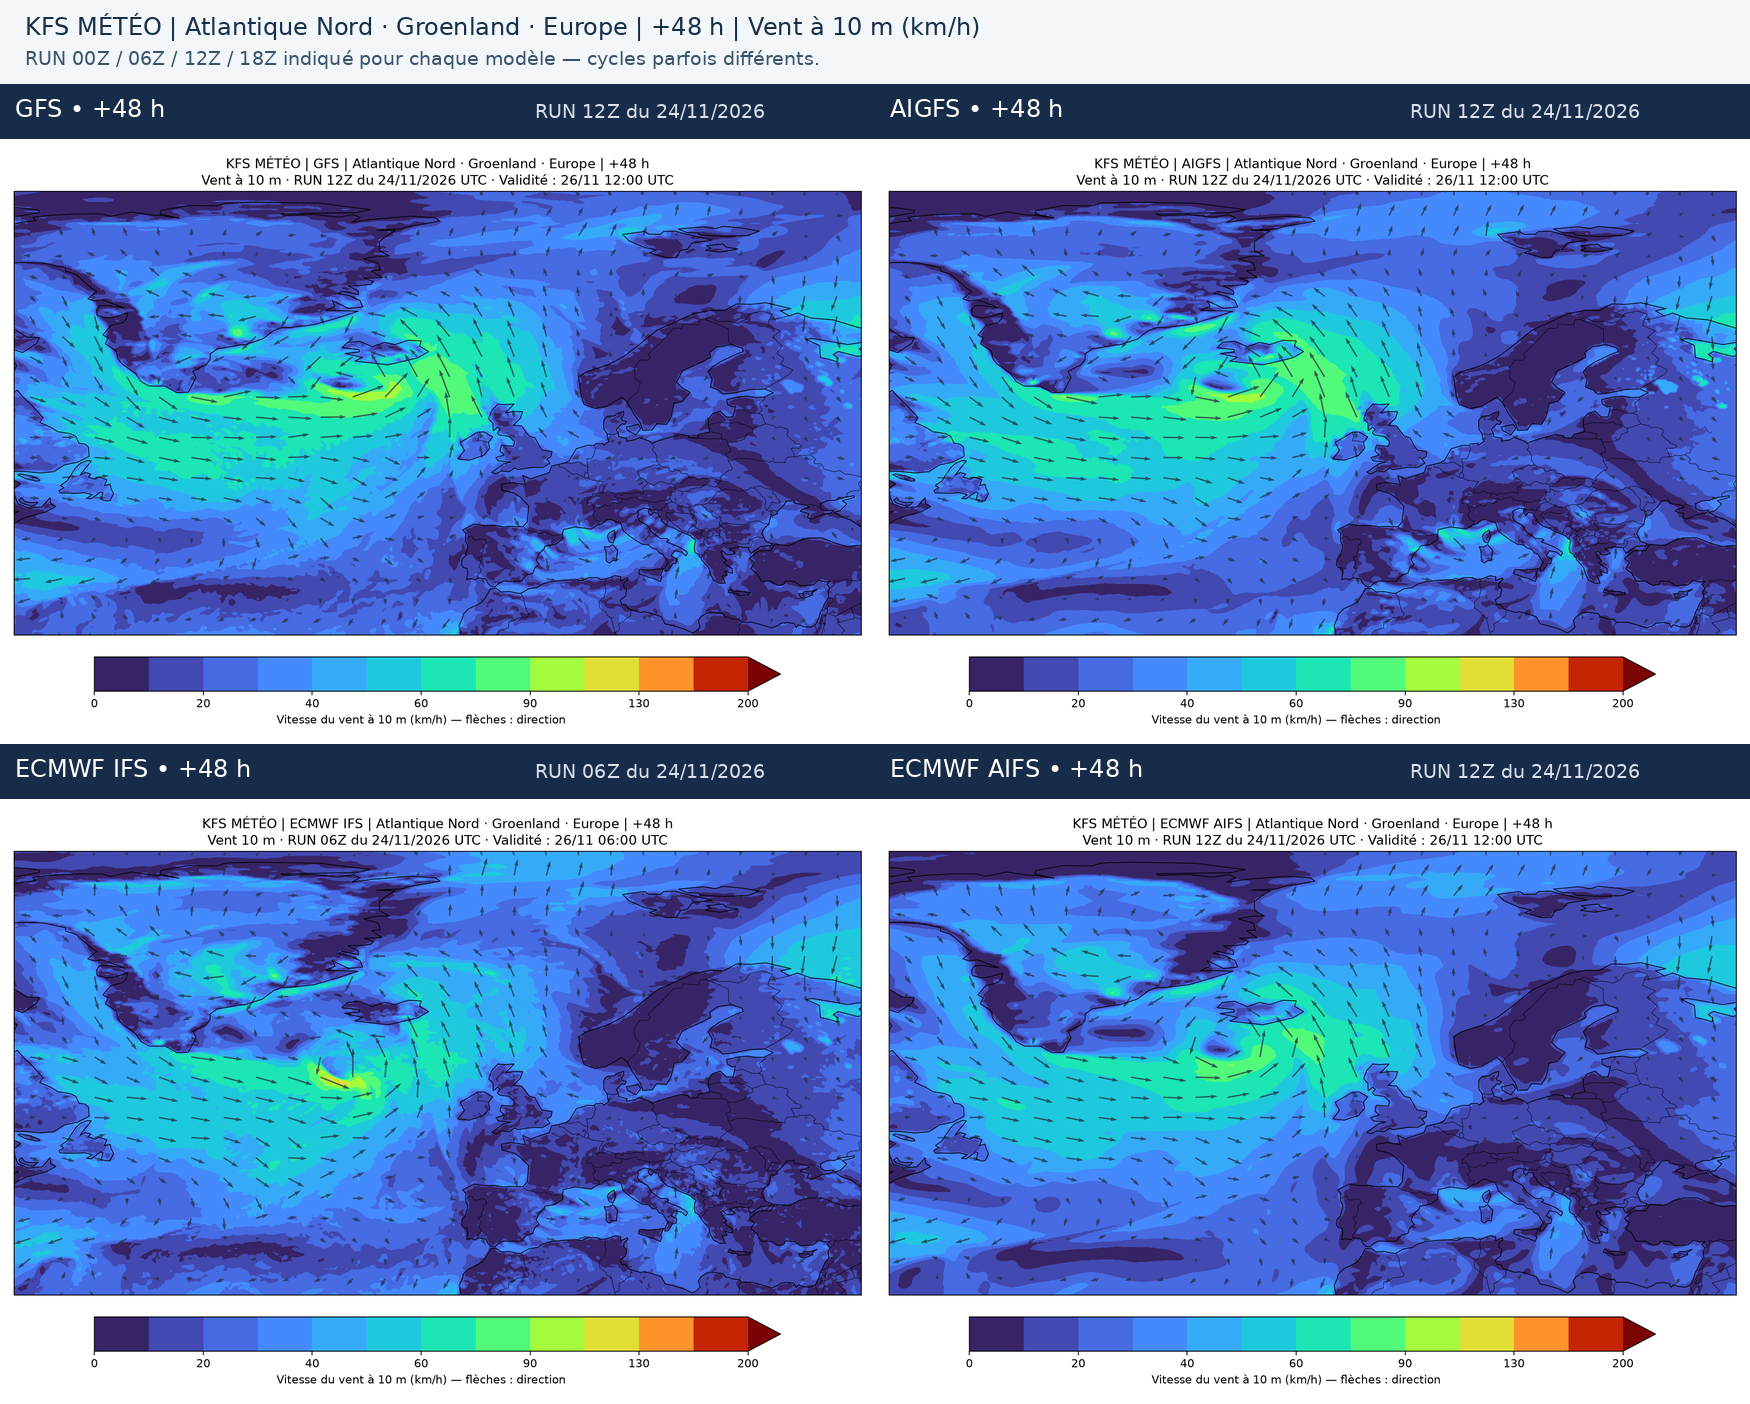 KFS MÉTÉO | Atlantique Nord · Groenland · Europe | +48 h | Vent à 10 m (km/h)
RUN 00Z / 06Z / 12Z / 18Z indiqué pour chaque modèle — cycles parfois différents.
GFS • +48 h
RUN 12Z du 24/11/2026
KFS MÉTÉO | GFS | Atlantique Nord · Groenland · Europe | +48 h
Vent à 10 m · RUN 12Z du 24/11/2026 UTC · Validité : 26/11 12:00 UTC
0 20 40 60 90 130 200
Vitesse du vent à 10 m (km/h) — flèches : direction
AIGFS • +48 h
RUN 12Z du 24/11/2026
KFS MÉTÉO | AIGFS | Atlantique Nord · Groenland · Europe | +48 h
Vent à 10 m · RUN 12Z du 24/11/2026 UTC · Validité : 26/11 12:00 UTC
0 20 40 60 90 130 200
Vitesse du vent à 10 m (km/h) — flèches : direction
ECMWF IFS • +48 h
RUN 06Z du 24/11/2026
KFS MÉTÉO | ECMWF IFS | Atlantique Nord · Groenland · Europe | +48 h
Vent 10 m · RUN 06Z du 24/11/2026 UTC · Validité : 26/11 06:00 UTC
0 20 40 60 90 130 200
Vitesse du vent à 10 m (km/h) — flèches : direction
ECMWF AIFS • +48 h
RUN 12Z du 24/11/2026
KFS MÉTÉO | ECMWF AIFS | Atlantique Nord · Groenland · Europe | +48 h
Vent 10 m · RUN 12Z du 24/11/2026 UTC · Validité : 26/11 12:00 UTC
0 20 40 60 90 130 200
Vitesse du vent à 10 m (km/h) — flèches : direction